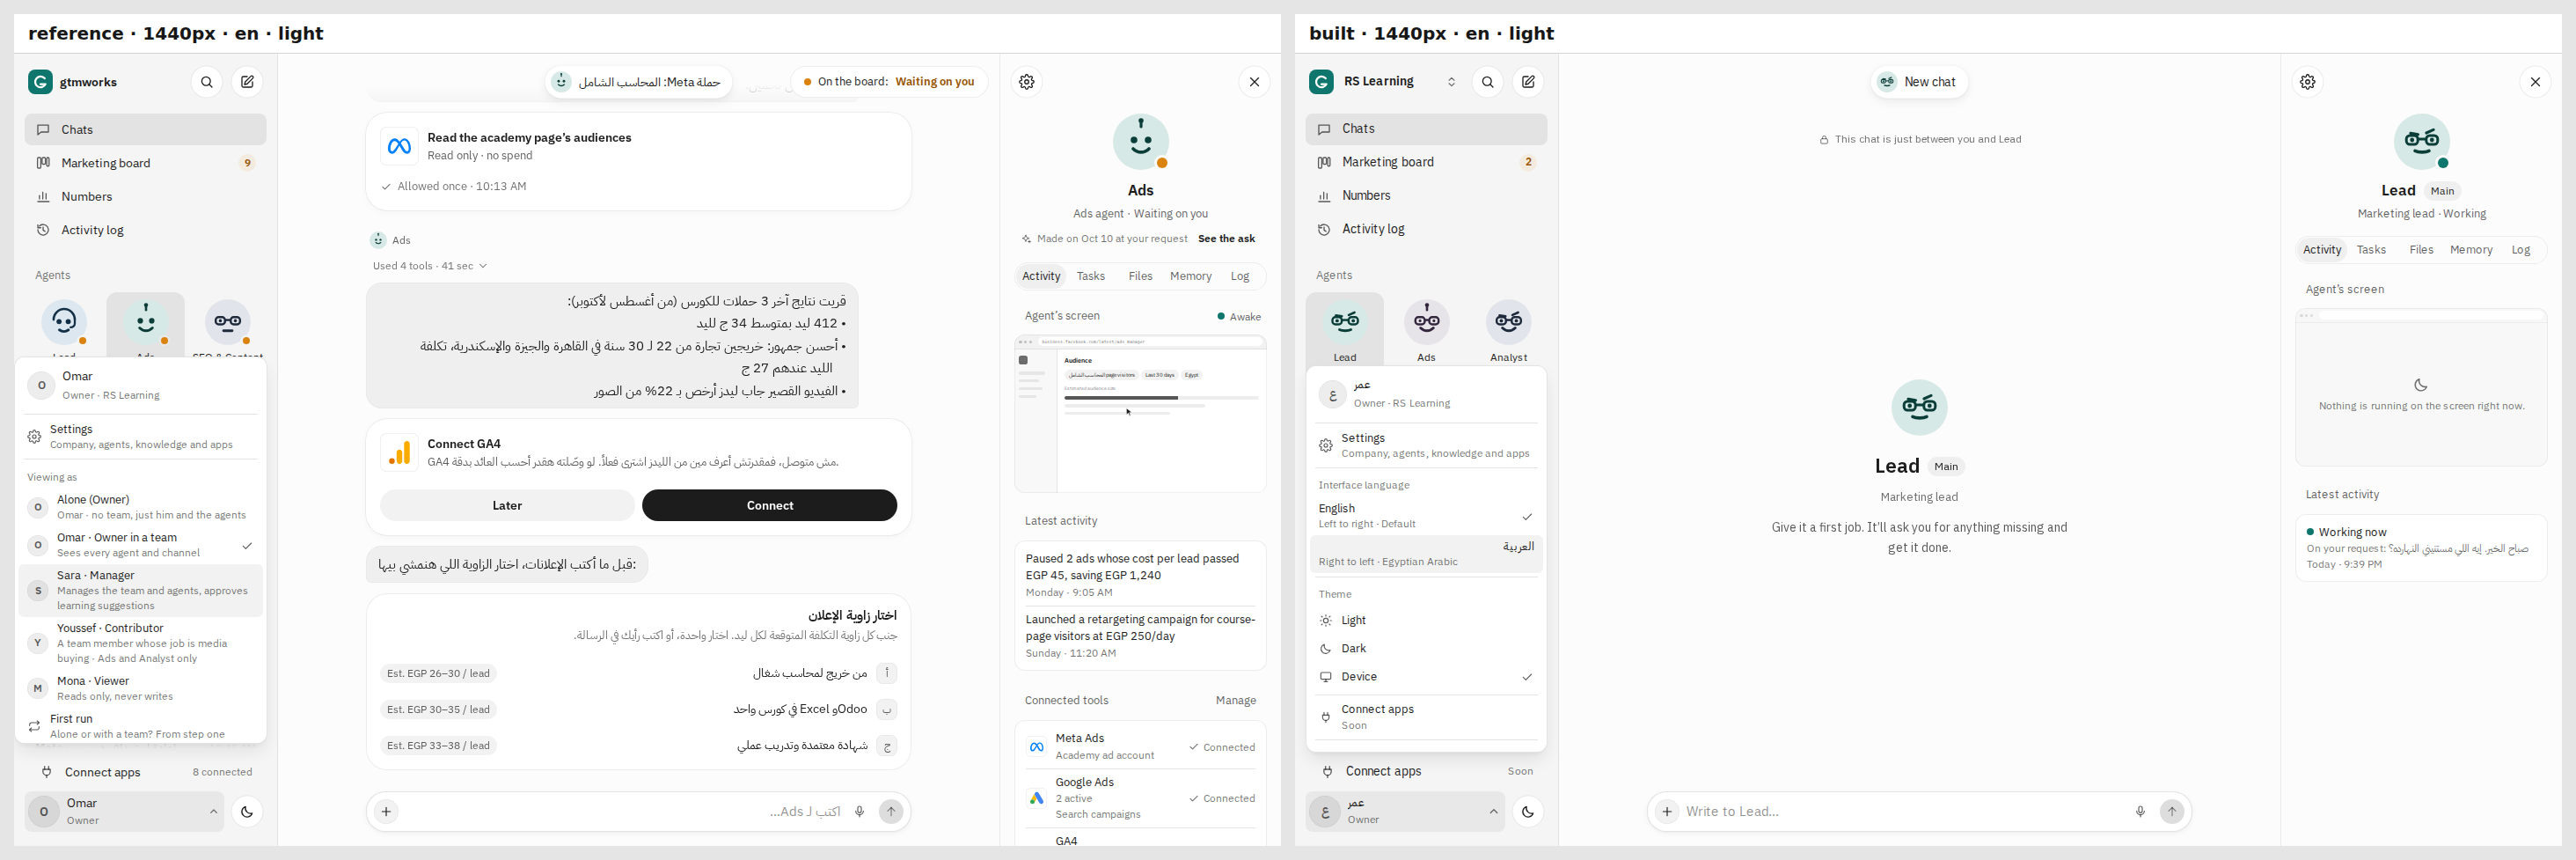 reference · 1440px · en · light
gtmworks
Chats
Marketing board
9
Numbers
Activity log
Agents
Omar
Owner · RS Learning
Settings
Company, agents, knowledge and apps
Viewing as
O
Alone (Owner)
Omar · no team, just him and the agents
O
Omar · Owner in a team
Sees every agent and channel
S
Sara · Manager
Manages the team and agents, approves
learning suggestions
Y
Youssef · Contributor
A team member whose job is media
buying · Ads and Analyst only
M
Mona · Viewer
Reads only, never writes
First run
Alone or with a team? From step one
Connect apps
8 connected
O
Omar
Owner
حملة Meta: المحاسب الشامل
On the board: Waiting on you
Read the academy page’s audiences
Read only · no spend
Allowed once · 10:13 AM
Ads
Used 4 tools · 41 sec
قريت نتايج آخر 3 حملات للكورس (من أغسطس لأكتوبر):
• 412 ليد بمتوسط 34 ج لليد
• أحسن جمهور: خريجين تجارة من 22 لـ 30 سنة في القاهرة والجيزة والإسكندرية، تكلفة
الليد عندهم 27 ج
• الفيديو القصير جاب ليدز أرخص بـ 22% من الصور
Connect GA4
GA4 مش متوصل، فمقدرتش أعرف مين من الليدز اشترى فعلاً. لو وصّلته هقدر أحسب العائد بدقة.
Later
Connect
قبل ما أكتب الإعلانات، اختار الزاوية اللي هنمشي بيها:
اختار زاوية الإعلان
جنب كل زاوية التكلفة المتوقعة لكل ليد. اختار واحدة، أو اكتب رأيك في الرسالة.
أ
من خريج لمحاسب شغال
Est. EGP 26–30 / lead
ب
Odooو Excel في كورس واحد
Est. EGP 30–35 / lead
ج
شهادة معتمدة وتدريب عملي
Est. EGP 33–38 / lead
اكتب لـ Ads...
Ads
Ads agent · Waiting on you
Made on Oct 10 at your request
See the ask
Activity
Tasks
Files
Memory
Log
Agent’s screen
Awake
Audience
Last 30 days
Egypt
Latest activity
Paused 2 ads whose cost per lead passed
EGP 45, saving EGP 1,240
Monday · 9:05 AM
Launched a retargeting campaign for course-
page visitors at EGP 250/day
Sunday · 11:20 AM
Connected tools
Manage
Meta Ads
Academy ad account
Connected
Google Ads
2 active
Search campaigns
Connected
GA4
built · 1440px · en · light
RS Learning
Chats
Marketing board
2
Numbers
Activity log
Agents
Lead
Ads
Analyst
ع
عمر
Owner · RS Learning
Settings
Company, agents, knowledge and apps
Interface language
English
Left to right · Default
العربية
Right to left · Egyptian Arabic
Theme
Light
Dark
Device
Connect apps
Soon
Connect apps
Soon
ع
عمر
Owner
New chat
This chat is just between you and Lead
Lead
Main
Marketing lead
Give it a first job. It’ll ask you for anything missing and
get it done.
Write to Lead...
Lead
Main
Marketing lead · Working
Activity
Tasks
Files
Memory
Log
Agent’s screen
Nothing is running on the screen right now.
Latest activity
Working now
On your request: صباح الخير. إيه اللي مستنيني النهارده؟
Today · 9:39 PM